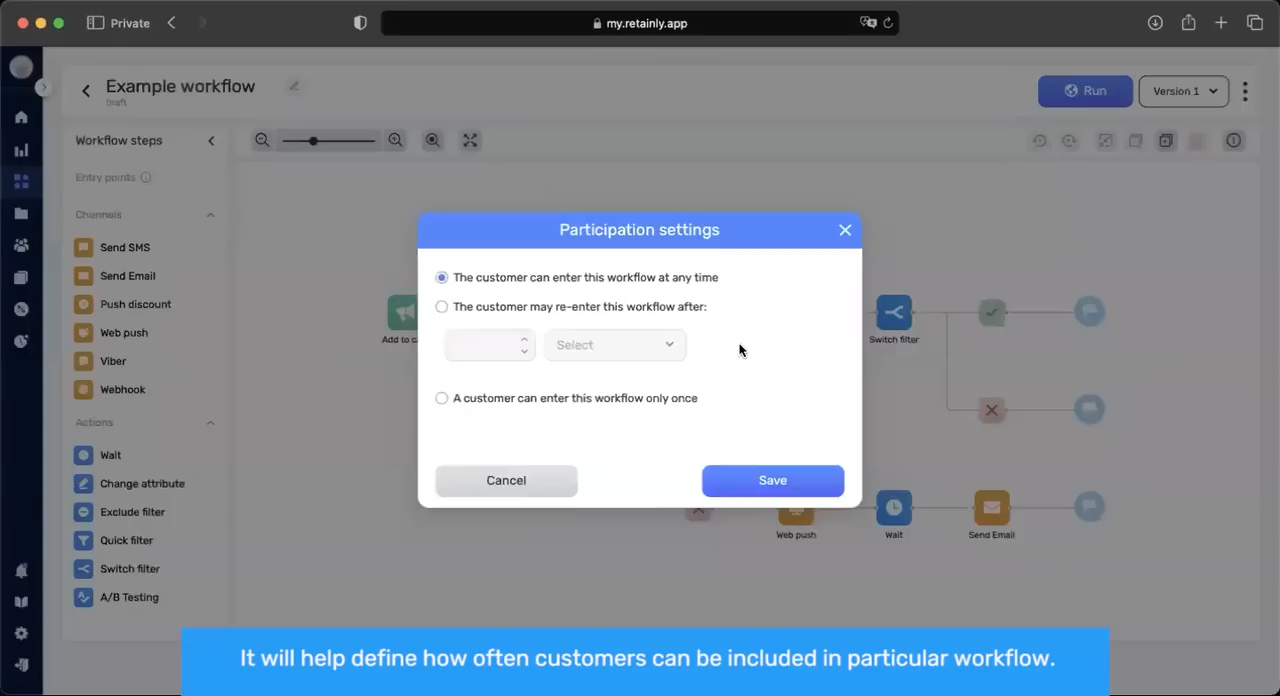 Private
my.retainly.app
Example workflow
Draft
Run
Version 1
Workflow steps
Entry points
Channels
Send SMS
Send Email
Push discount
Web push
Viber
Webhook
Actions
Wait
Change attribute
Exclude filter
Quick filter
Switch filter
A/B Testing
Add to c
Switch filter
Participation settings
The customer can enter this workflow at any time
The customer may re-enter this workflow after:
Select
A customer can enter this workflow only once
Cancel
Save
Web push
Wait
Send Email
It will help define how often customers can be included in particular workflow.